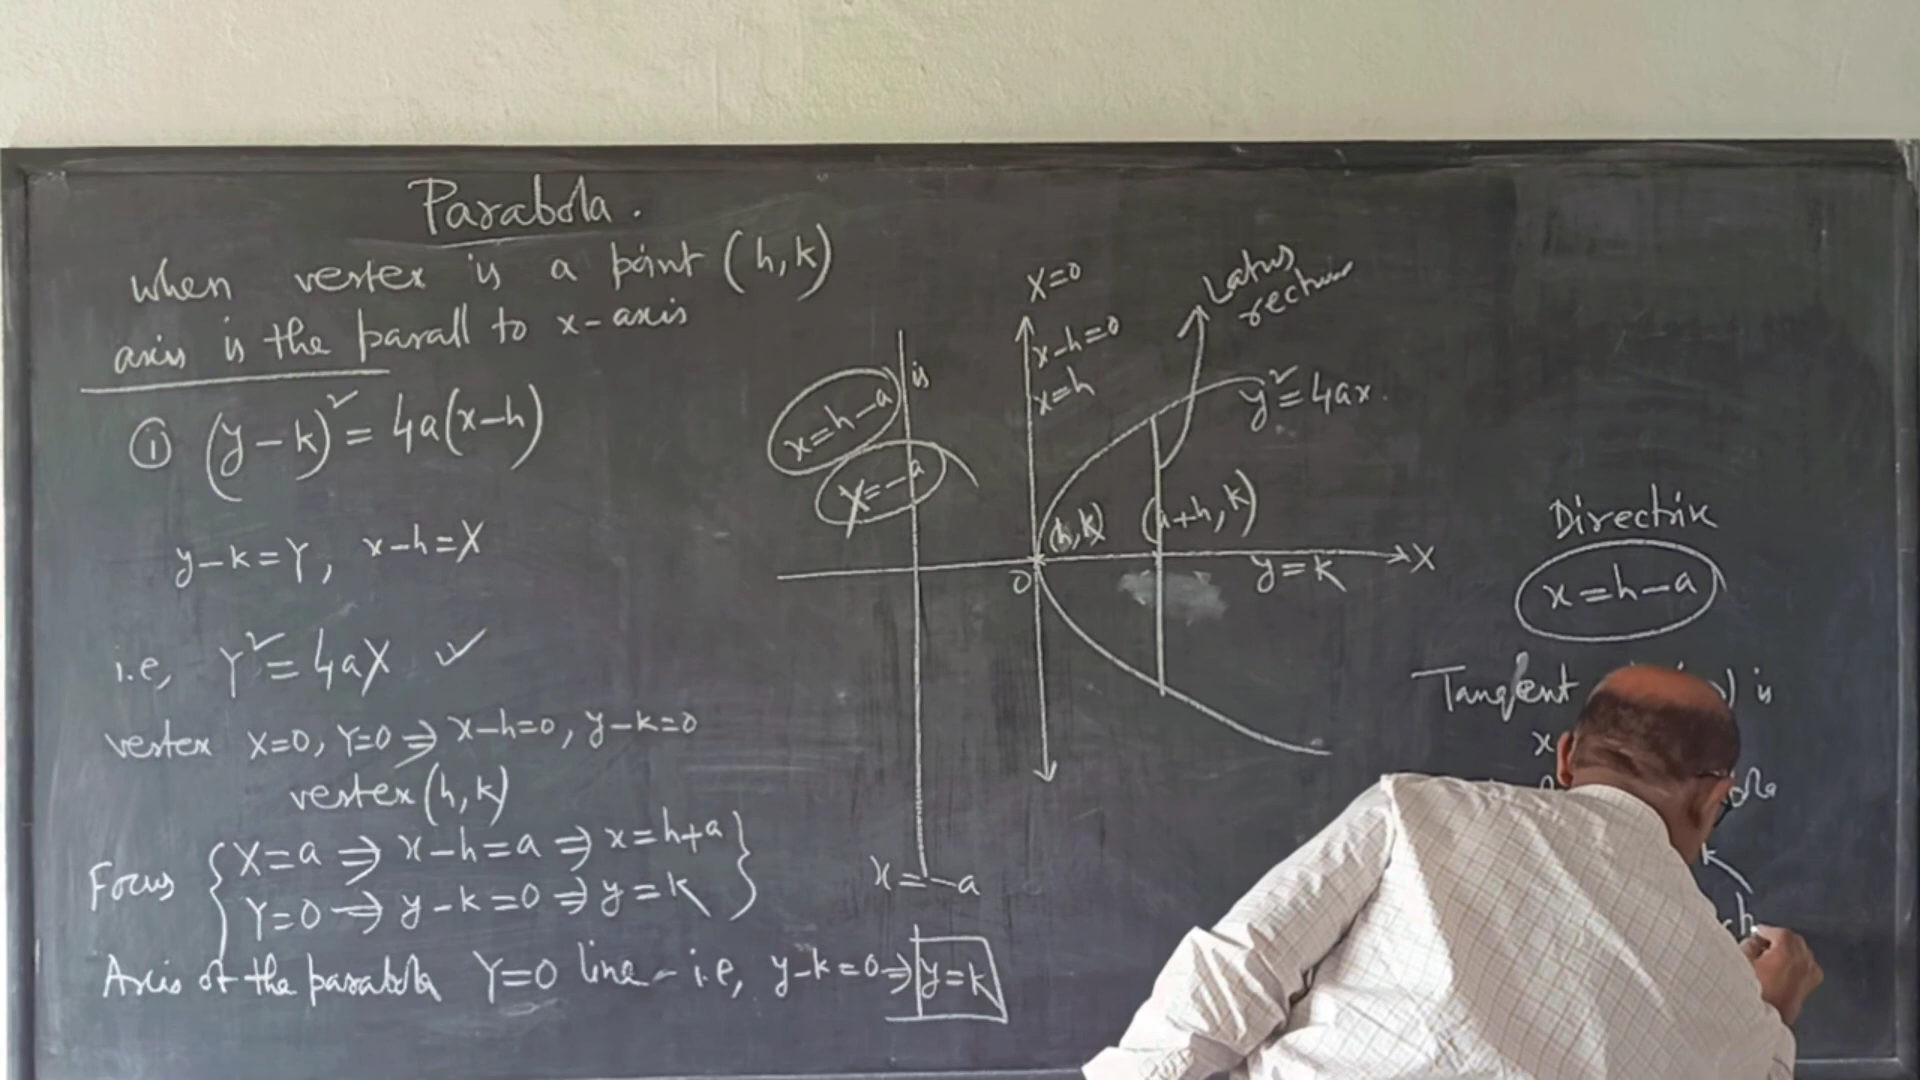 Parabola.
when vertex is a point (h, k)
axis is the parall to x-axis
① (y-k)² = 4a(x-h)
y-k=Y, x-h=X
i.e, Y² = 4aX ✓
vertex X=0, Y=0 ⇒ x-h=0, y-k=0
vertex (h, k)
Focus { X=a ⇒ x-h=a ⇒ x=h+a
Y=0 → y-k=0 ⇒ y=k }
Axis of the parabola Y=0 line - i.e, y-k=0 ⇒ y=k
X=0
x-h=0
x=h
Latus
rectum
is
x=h-a
X=-a
y²=4ax.
(h, k)
(a+h, k)
O
y=k
X
x=-a
Directrix
x=h-a
Tangent is
x
k
h